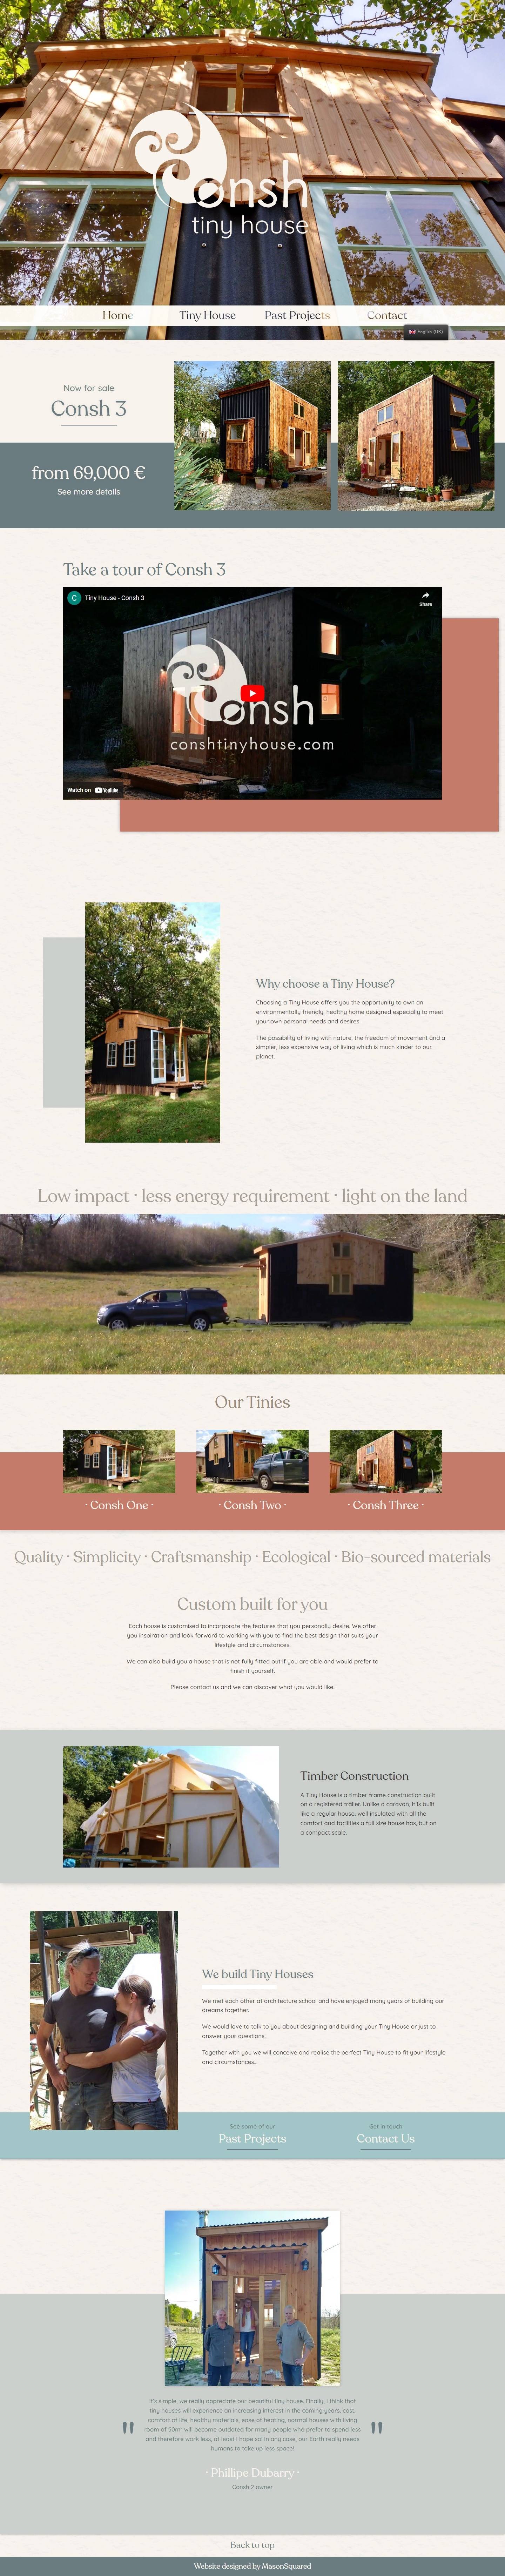 Consh
tiny house
Home Tiny House Past Projects Contact
English (UK)
Now for sale
Consh 3
from 69,000 €
See more details
Take a tour of Consh 3
C Tiny House - Consh 3
Share
Consh
conshtinyhouse.com
Watch on YouTube
Why choose a Tiny House?
Choosing a Tiny House offers you the opportunity to own an
environmentally friendly, healthy home designed especially to meet
your own personal needs and desires.
The possibility of living with nature, the freedom of movement and a
simpler, less expensive way of living which is much kinder to our
planet.
Low impact · less energy requirement · light on the land
Our Tinies
· Consh One · · Consh Two · · Consh Three ·
Quality · Simplicity · Craftsmanship · Ecological · Bio-sourced materials
Custom built for you
Each house is customised to incorporate the features that you personally desire. We offer
you inspiration and look forward to working with you to find the best design that suits your
lifestyle and circumstances.
We can also build you a house that is not fully fitted out if you are able and would prefer to
finish it yourself.
Please contact us and we can discover what you would like.
Timber Construction
A Tiny House is a timber frame construction built
on a registered trailer. Unlike a caravan, it is built
like a regular house, well insulated with all the
comfort and facilities a full size house has, but on
a compact scale.
We build Tiny Houses
We met each other at architecture school and have enjoyed many years of building our
dreams together.
We would love to talk to you about designing and building your Tiny House or just to
answer your questions.
Together with you we will conceive and realise the perfect Tiny House to fit your lifestyle
and circumstances...
See some of our
Past Projects
Get in touch
Contact Us
It's simple, we really appreciate our beautiful tiny house. Finally, I think that
tiny houses will experience an increasing interest in the coming years, cost,
comfort of life, healthy materials, ease of heating, normal houses with living
room of 50m² will become outdated for many people who prefer to spend less
and therefore work less, at least I hope so! In any case, our Earth really needs
humans to take up less space!
· Phillipe Dubarry ·
Consh 2 owner
Back to top
Website designed by MasonSquared